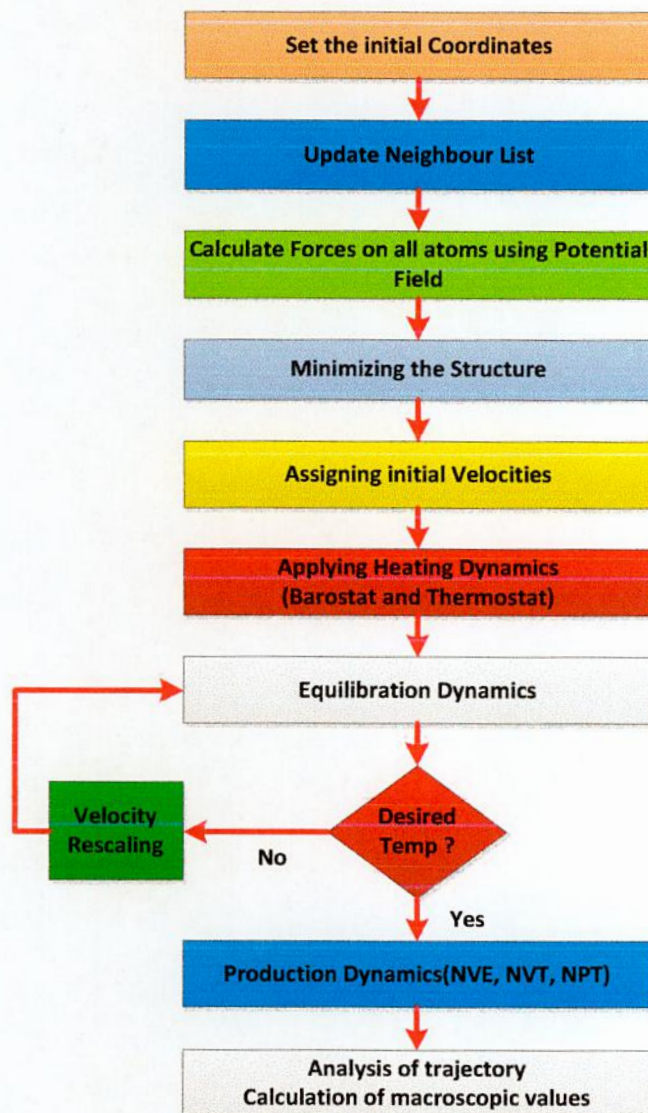 Set the initial Coordinates
Update Neighbour List
Calculate Forces on all atoms using Potential
Field
Minimizing the Structure
Assigning initial Velocities
Applying Heating Dynamics
(Barostat and Thermostat)
Equilibration Dynamics
Velocity
Rescaling
No
Desired
Temp ?
Yes
Production Dynamics(NVE, NVT, NPT)
Analysis of trajectory
Calculation of macroscopic values